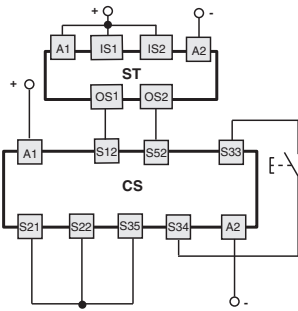 + -
A1 IS1 IS2 A2
ST
OS1 OS2
+
A1 S12 S52 S33
CS
S21 S22 S35 S34 A2
-